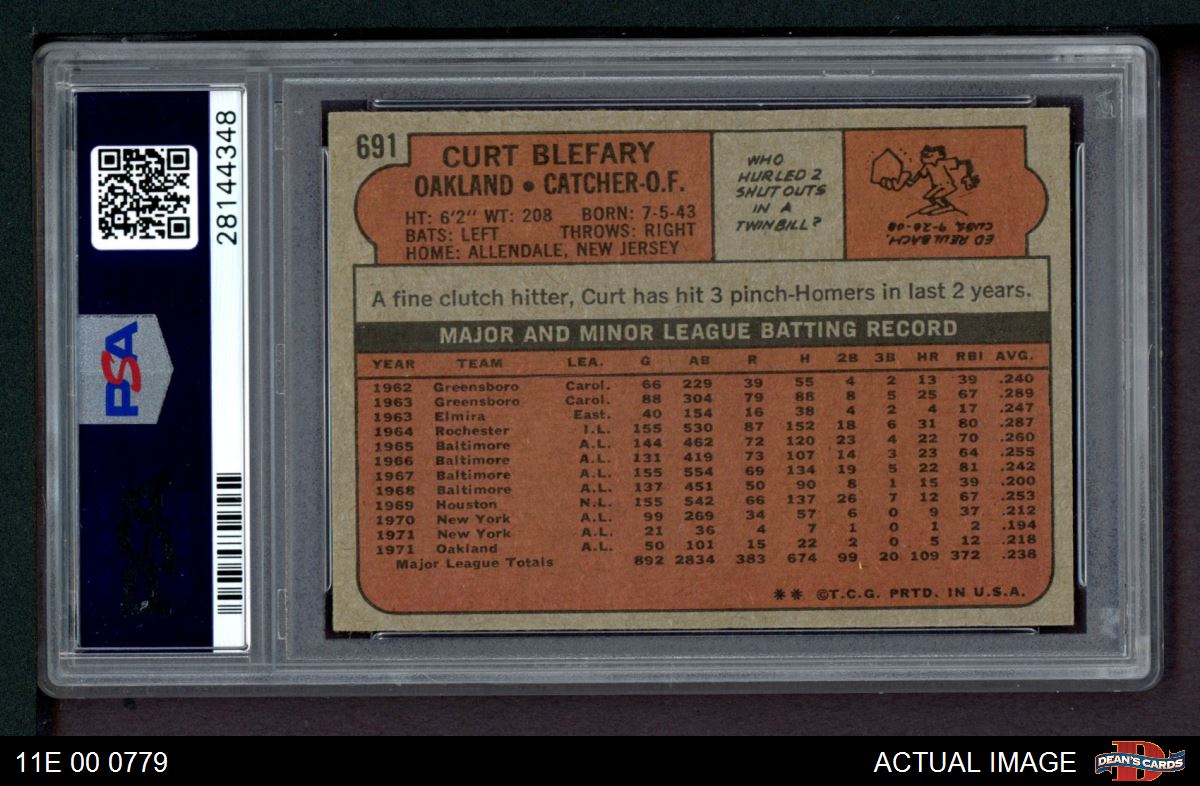 28144348
PSA
691
CURT BLEFARY
OAKLAND • CATCHER-O.F.
HT: 6'2" WT: 208 BORN: 7-5-43
BATS: LEFT THROWS: RIGHT
HOME: ALLENDALE, NEW JERSEY
WHO
HURLED 2
SHUTOUTS
IN A
TWINBILL?
ED REULBACH,
CUBS, 9-26-08
A fine clutch hitter, Curt has hit 3 pinch-Homers in last 2 years.
MAJOR AND MINOR LEAGUE BATTING RECORD
YEAR TEAM LEA. G AB R H 2B 3B HR RBI AVG.
1962 Greensboro Carol. 66 229 39 55 4 2 13 39 .240
1963 Greensboro Carol. 88 304 79 88 8 5 25 67 .289
1963 Elmira East. 40 154 16 38 4 2 4 17 .247
1964 Rochester I.L. 155 530 87 152 18 6 31 80 .287
1965 Baltimore A.L. 144 462 72 120 23 4 22 70 .260
1966 Baltimore A.L. 131 419 73 107 14 3 23 64 .255
1967 Baltimore A.L. 155 554 69 134 19 5 22 81 .242
1968 Baltimore A.L. 137 451 50 90 8 1 15 39 .200
1969 Houston N.L. 155 542 66 137 26 7 12 67 .253
1970 New York A.L. 99 269 34 57 6 0 9 37 .212
1971 New York A.L. 21 36 4 7 1 0 1 2 .194
1971 Oakland A.L. 50 101 15 22 2 0 5 12 .218
Major League Totals 892 2834 383 674 99 20 109 372 .238
** ©T.C.G. PRTD. IN U.S.A.
11E 00 0779
ACTUAL IMAGE
DEAN'S CARDS